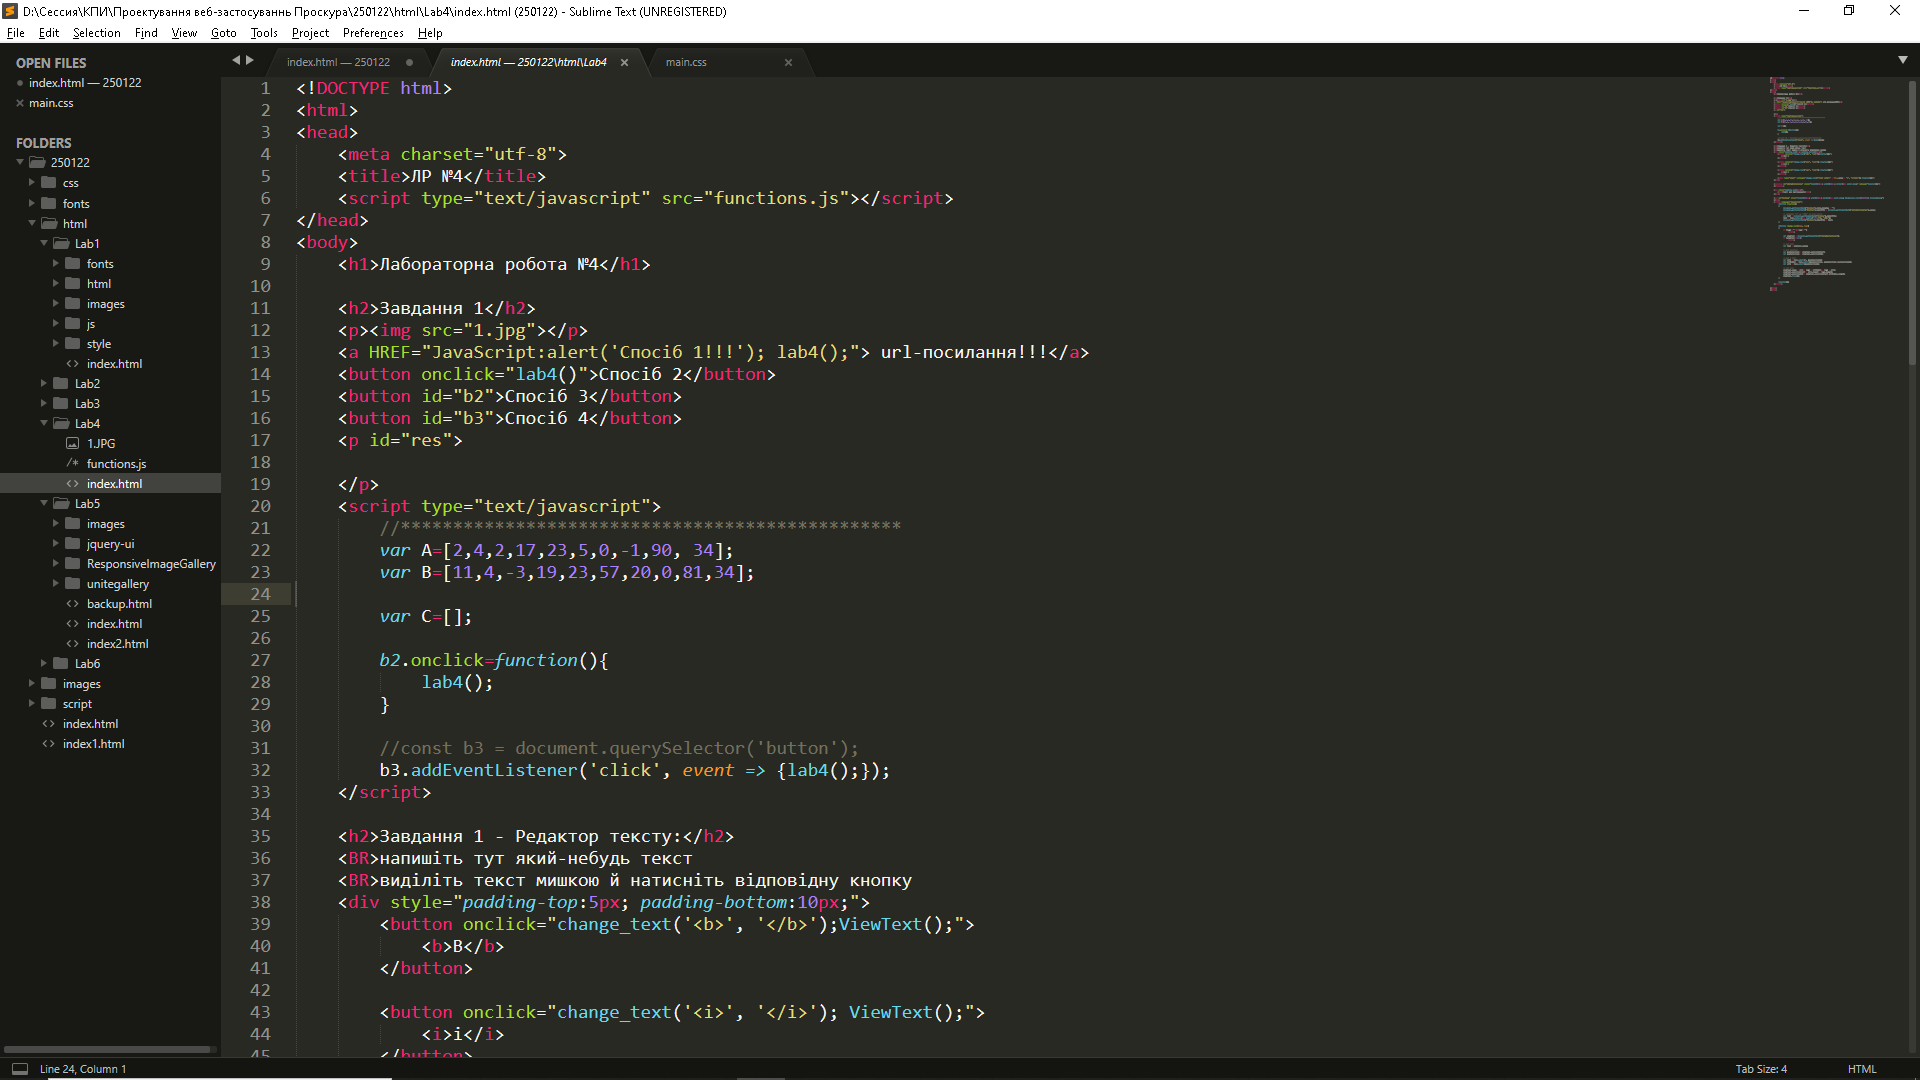 D:\Сессия\КПИ\Проектування веб-застосуваннь Проскура\250122\html\Lab4\index.html (250122) - Sublime Text (UNREGISTERED)
File Edit Selection Find View Goto Tools Project Preferences Help
OPEN FILES
index.html — 250122
main.css
FOLDERS
250122
css
fonts
html
Lab1
fonts
html
images
js
style
index.html
Lab2
Lab3
Lab4
1.JPG
functions.js
index.html
Lab5
images
jquery-ui
ResponsiveImageGallery
unitegallery
backup.html
index.html
index2.html
Lab6
images
script
index.html
index1.html
index.html — 250122 index.html — 250122\html\Lab4 main.css
1 <!DOCTYPE html>
2 <html>
3 <head>
4 <meta charset="utf-8">
5 <title>ЛР №4</title>
6 <script type="text/javascript" src="functions.js"></script>
7 </head>
8 <body>
9 <h1>Лабораторна робота №4</h1>
10
11 <h2>Завдання 1</h2>
12 <p><img src="1.jpg"></p>
13 <a HREF="JavaScript:alert('Спосіб 1!!!'); lab4();"> url-посилання!!!</a>
14 <button onclick="lab4()">Спосіб 2</button>
15 <button id="b2">Спосіб 3</button>
16 <button id="b3">Спосіб 4</button>
17 <p id="res">
18
19 </p>
20 <script type="text/javascript">
21 //************************************************
22 var A=[2,4,2,17,23,5,0,-1,90, 34];
23 var B=[11,4,-3,19,23,57,20,0,81,34];
24
25 var C=[];
26
27 b2.onclick=function(){
28 lab4();
29 }
30
31 //const b3 = document.querySelector('button');
32 b3.addEventListener('click', event => {lab4();});
33 </script>
34
35 <h2>Завдання 1 - Редактор тексту:</h2>
36 <BR>напишіть тут який-небудь текст
37 <BR>виділіть текст мишкою й натисніть відповідну кнопку
38 <div style="padding-top:5px; padding-bottom:10px;">
39 <button onclick="change_text('<b>', '</b>');ViewText();">
40 <b>B</b>
41 </button>
42
43 <button onclick="change_text('<i>', '</i>'); ViewText();">
44 <i>i</i>
45 </button>
Line 24, Column 1 Tab Size: 4 HTML